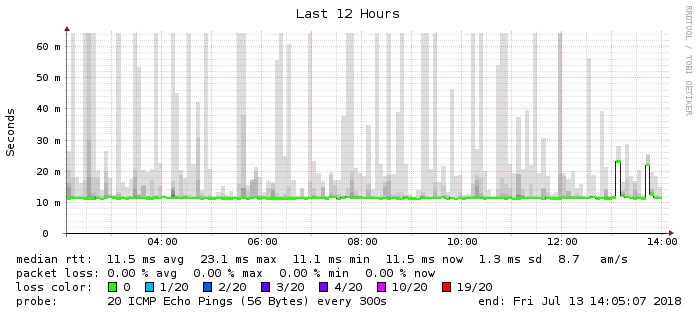 Last 12 Hours
RRDTOOL / TOBI OETIKER
Seconds
60 m
50 m
40 m
30 m
20 m
10 m
0
04:00 06:00 08:00 10:00 12:00 14:00
median rtt: 11.5 ms avg 23.1 ms max 11.1 ms min 11.5 ms now 1.3 ms sd 8.7 am/s
packet loss: 0.00 % avg 0.00 % max 0.00 % min 0.00 % now
loss color: 0 1/20 2/20 3/20 4/20 10/20 19/20
probe: 20 ICMP Echo Pings (56 Bytes) every 300s end: Fri Jul 13 14:05:07 2018